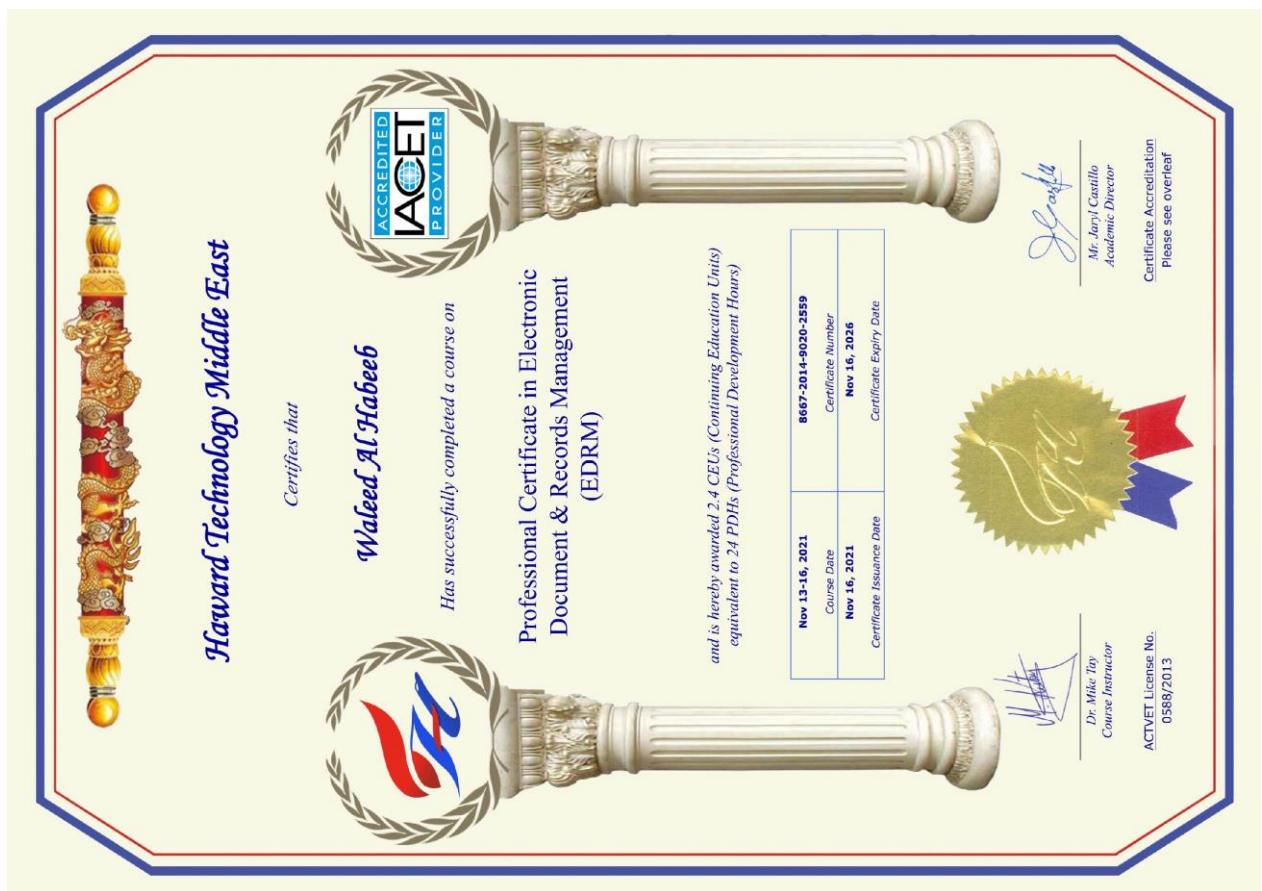 Haward Technology Middle East
Certifies that
Waleed Al Habeeb
ACCREDITED
IACET
PROVIDER
Has successfully completed a course on
Professional Certificate in Electronic
Document & Records Management
(EDRM)
and is hereby awarded 2.4 CEUs (Continuing Education Units)
equivalent to 24 PDHs (Professional Development Hours)
Nov 13-16, 2021 8667-2014-9020-2559
Course Date Certificate Number
Nov 16, 2021 Nov 16, 2026
Certificate Issuance Date Certificate Expiry Date
Dr. Mike Tay
Course Instructor
Mr. Jaryl Castillo
Academic Director
ACTVET License No.
0588/2013
Certificate Accreditation
Please see overleaf